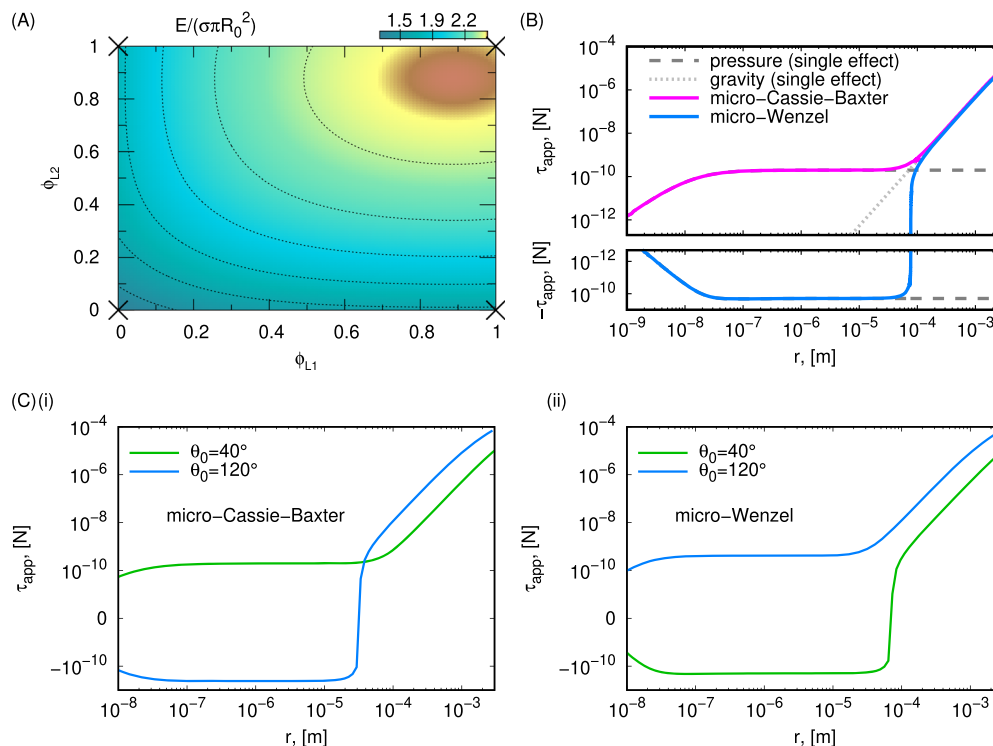 (A)
E/(σπR₀²)
1.5 1.9 2.2
1
0.8
0.6
0.4
0.2
0
ϕL2
0 0.2 0.4 0.6 0.8 1
ϕL1
(B)
pressure (single effect)
gravity (single effect)
micro−Cassie−Baxter
micro−Wenzel
10⁻⁴
10⁻⁶
10⁻⁸
10⁻¹⁰
10⁻¹²
τapp, [N]
10⁻¹²
10⁻¹⁰
−τapp, [N]
10⁻⁹ 10⁻⁸ 10⁻⁷ 10⁻⁶ 10⁻⁵ 10⁻⁴ 10⁻³
r, [m]
(C)(i)
θ₀=40°
θ₀=120°
micro−Cassie−Baxter
10⁻⁴
10⁻⁶
10⁻⁸
10⁻¹⁰
0
−10⁻¹⁰
τapp, [N]
10⁻⁸ 10⁻⁷ 10⁻⁶ 10⁻⁵ 10⁻⁴ 10⁻³
r, [m]
(ii)
θ₀=40°
θ₀=120°
micro−Wenzel
10⁻⁴
10⁻⁶
10⁻⁸
10⁻¹⁰
0
−10⁻¹⁰
τapp, [N]
10⁻⁸ 10⁻⁷ 10⁻⁶ 10⁻⁵ 10⁻⁴ 10⁻³
r, [m]